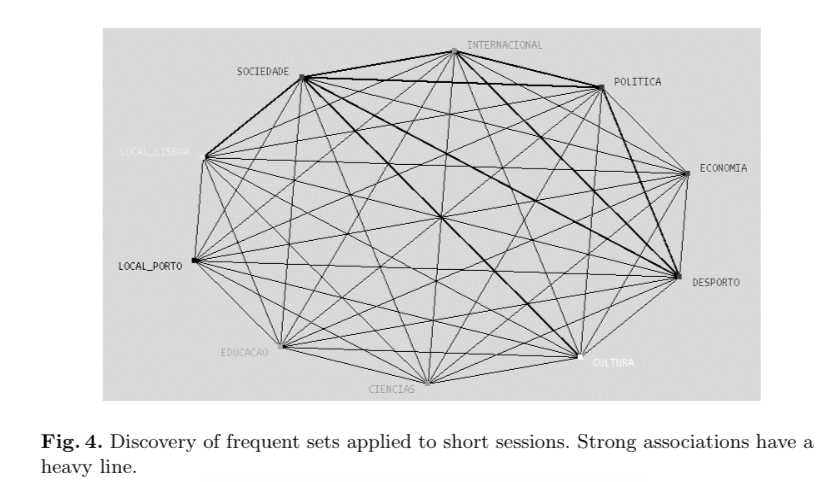 INTERNACIONAL
SOCIEDADE
POLITICA
LOCAL_LISBOA
ECONOMIA
LOCAL_PORTO
DESPORTO
EDUCACAO
CULTURA
CIENCIAS
Fig. 4. Discovery of frequent sets applied to short sessions. Strong associations have a
heavy line.